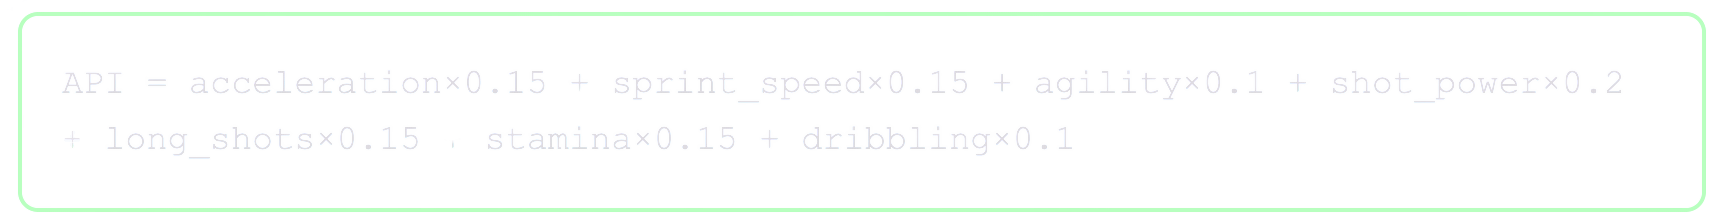 API = acceleration×0.15 + sprint_speed×0.15 + agility×0.1 + shot_power×0.2
+ long_shots×0.15 stamina×0.15 + dribbling×0.1